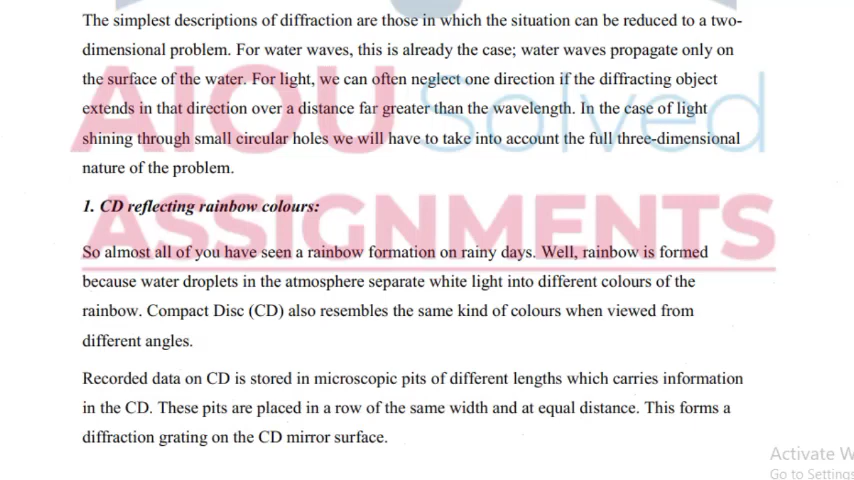 The simplest descriptions of diffraction are those in which the situation can be reduced to a two-
dimensional problem. For water waves, this is already the case; water waves propagate only on
the surface of the water. For light, we can often neglect one direction if the diffracting object
extends in that direction over a distance far greater than the wavelength. In the case of light
shining through small circular holes we will have to take into account the full three-dimensional
nature of the problem.
AIOU Solved
ASSIGNMENTS
1. CD reflecting rainbow colours:
So almost all of you have seen a rainbow formation on rainy days. Well, rainbow is formed
because water droplets in the atmosphere separate white light into different colours of the
rainbow. Compact Disc (CD) also resembles the same kind of colours when viewed from
different angles.
Recorded data on CD is stored in microscopic pits of different lengths which carries information
in the CD. These pits are placed in a row of the same width and at equal distance. This forms a
diffraction grating on the CD mirror surface.
Activate W
Go to Settings